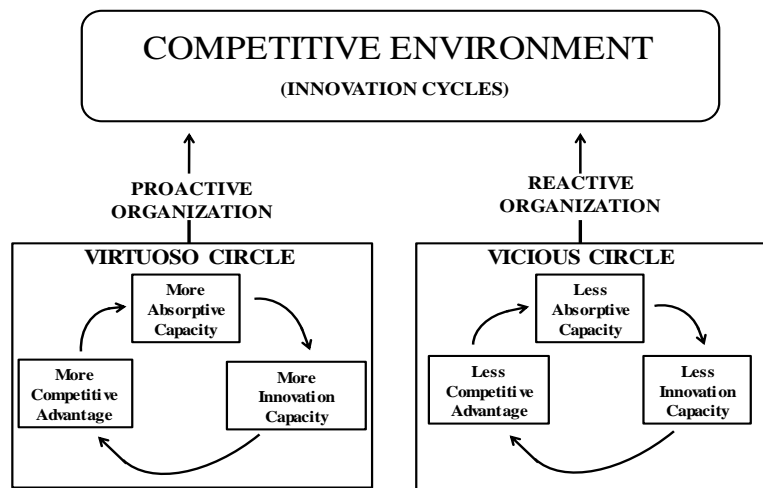 COMPETITIVE ENVIRONMENT
(INNOVATION CYCLES)
PROACTIVE
ORGANIZATION
VIRTUOSO CIRCLE
More
Absorptive
Capacity
More
Competitive
Advantage
More
Innovation
Capacity
REACTIVE
ORGANIZATION
VICIOUS CIRCLE
Less
Absorptive
Capacity
Less
Competitive
Advantage
Less
Innovation
Capacity